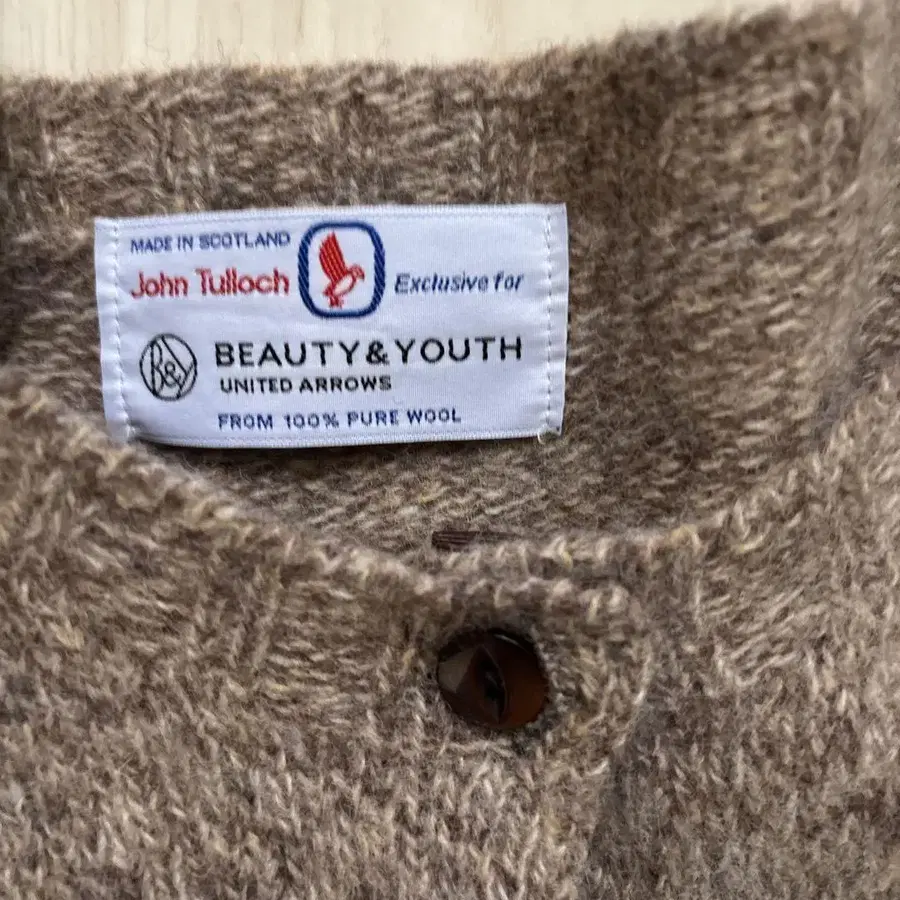 MADE IN SCOTLAND
John Tulloch Exclusive for
B&Y BEAUTY&YOUTH
UNITED ARROWS
FROM 100% PURE WOOL